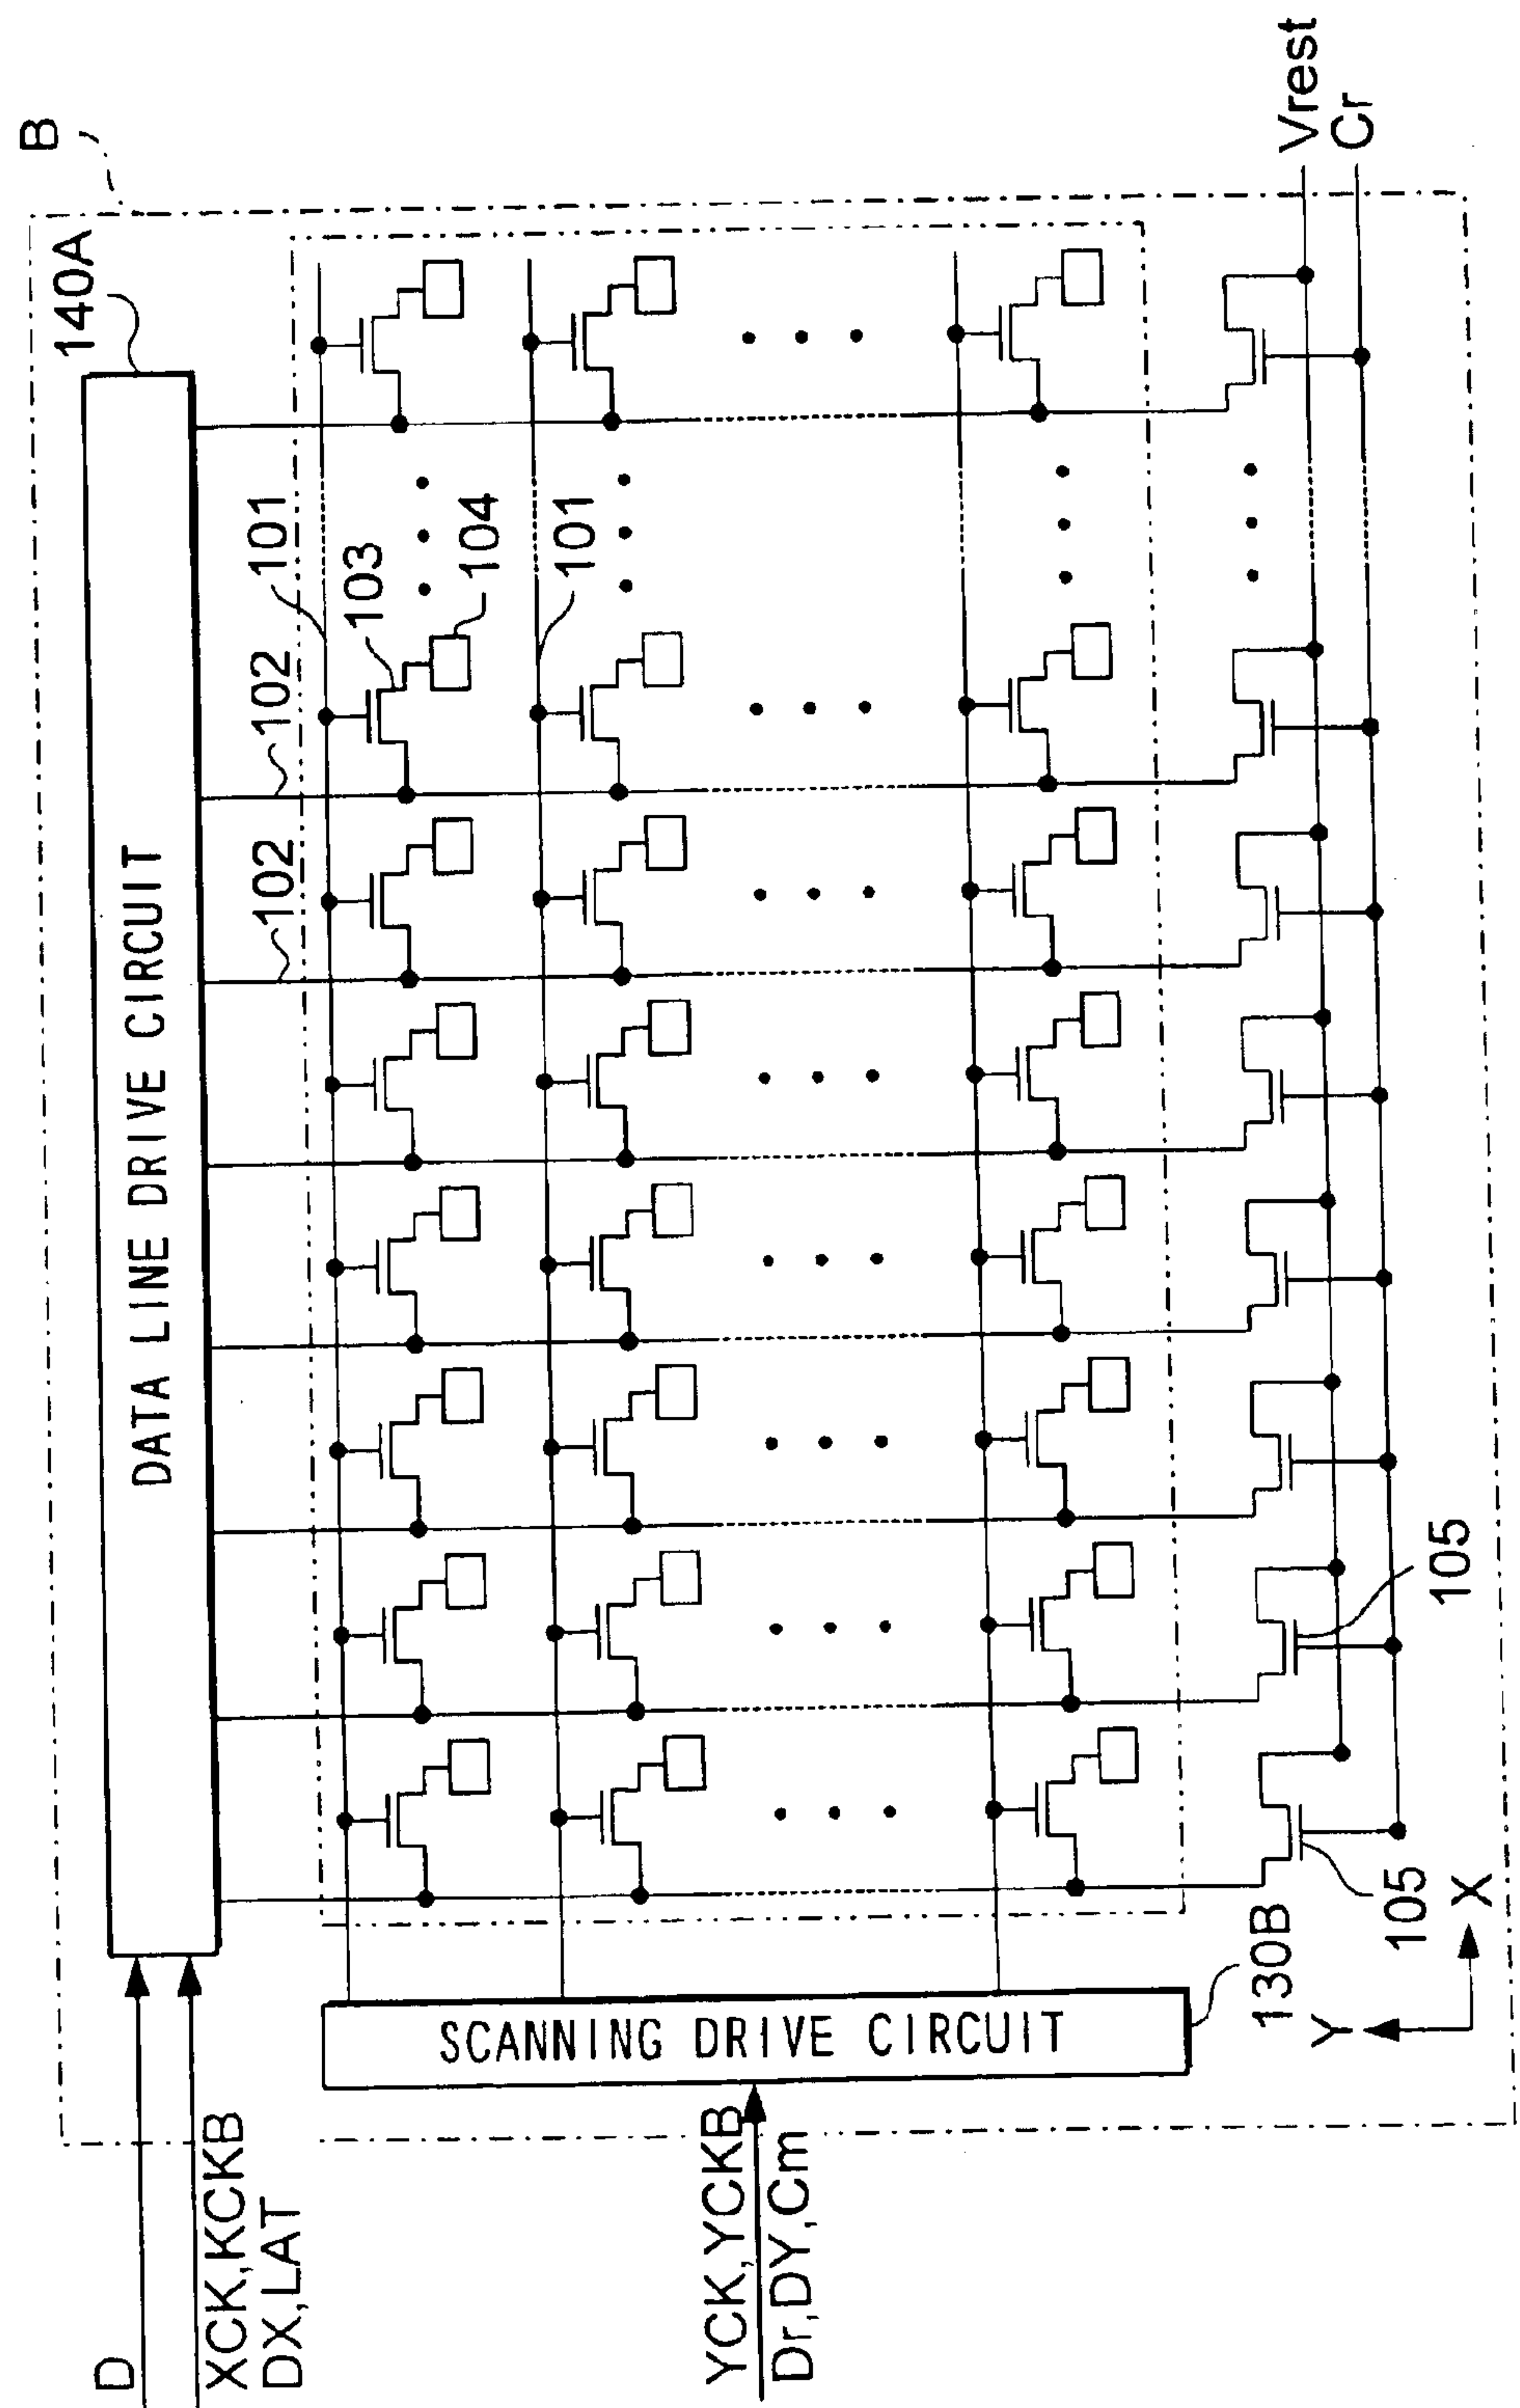 B
140A
DATA LINE DRIVE CIRCUIT
D
XCK,KCKB
DX,LAT
102
102
101
103
104
101
SCANNING DRIVE CIRCUIT
YCK,YCKB
Dr,DY,Cm
130B
Vrest
Cr
105
105
Y
X